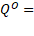 Q^O =